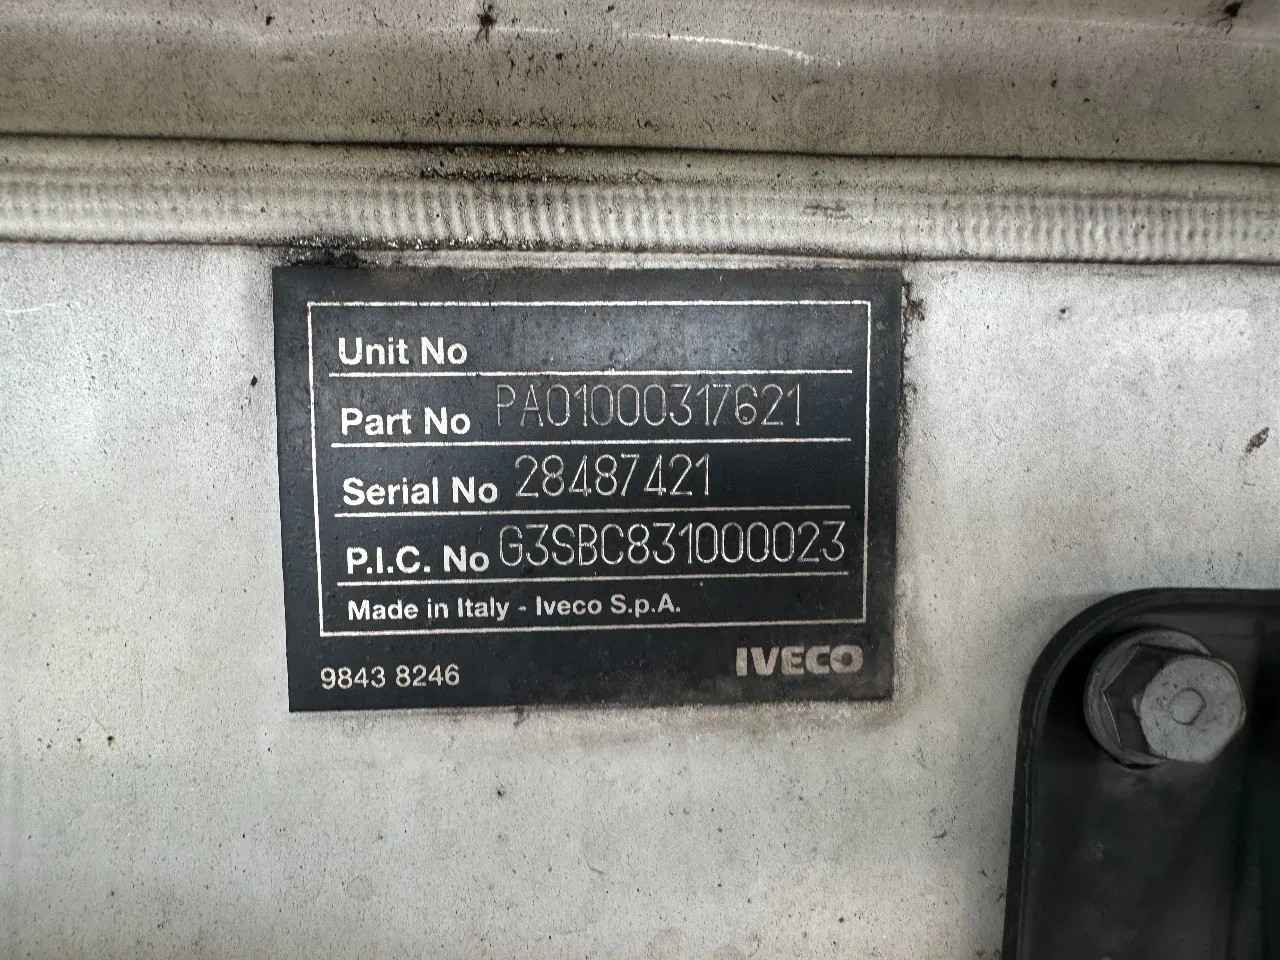 Unit No
Part No PA01000317621
Serial No 28487421
P.I.C. No G3SBC831000023
Made in Italy - Iveco S.p.A.
9843 8246 IVECO